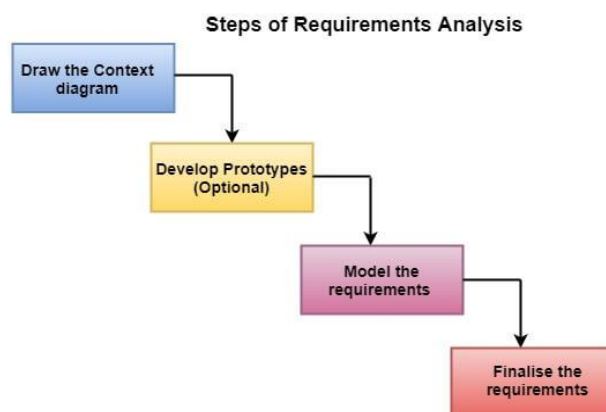 Steps of Requirements Analysis
Draw the Context
diagram
Develop Prototypes
(Optional)
Model the
requirements
Finalise the
requirements